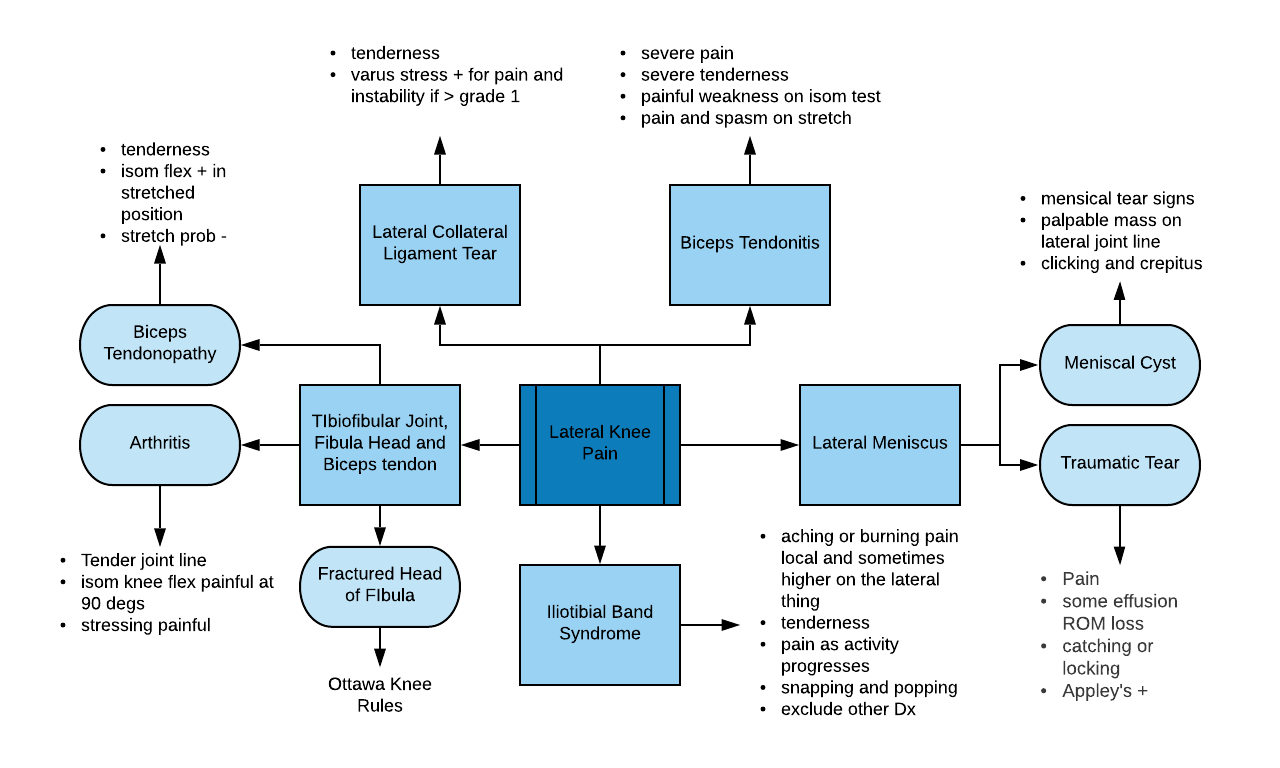 • tenderness
• varus stress + for pain and
instability if > grade 1
• severe pain
• severe tenderness
• painful weakness on isom test
• pain and spasm on stretch
• tenderness
• isom flex + in
stretched
position
• stretch prob -
Lateral Collateral
Ligament Tear
Biceps Tendonitis
• mensical tear signs
• palpable mass on
lateral joint line
• clicking and crepitus
Biceps
Tendonopathy
Arthritis
TIbiofibular Joint,
Fibula Head and
Biceps tendon
Lateral Knee
Pain
Lateral Meniscus
Meniscal Cyst
Traumatic Tear
• Tender joint line
• isom knee flex painful at
90 degs
• stressing painful
Fractured Head
of FIbula
Ottawa Knee
Rules
Iliotibial Band
Syndrome
• aching or burning pain
local and sometimes
higher on the lateral
thing
• tenderness
• pain as activity
progresses
• snapping and popping
• exclude other Dx
• Pain
• some effusion
ROM loss
• catching or
locking
• Appley's +